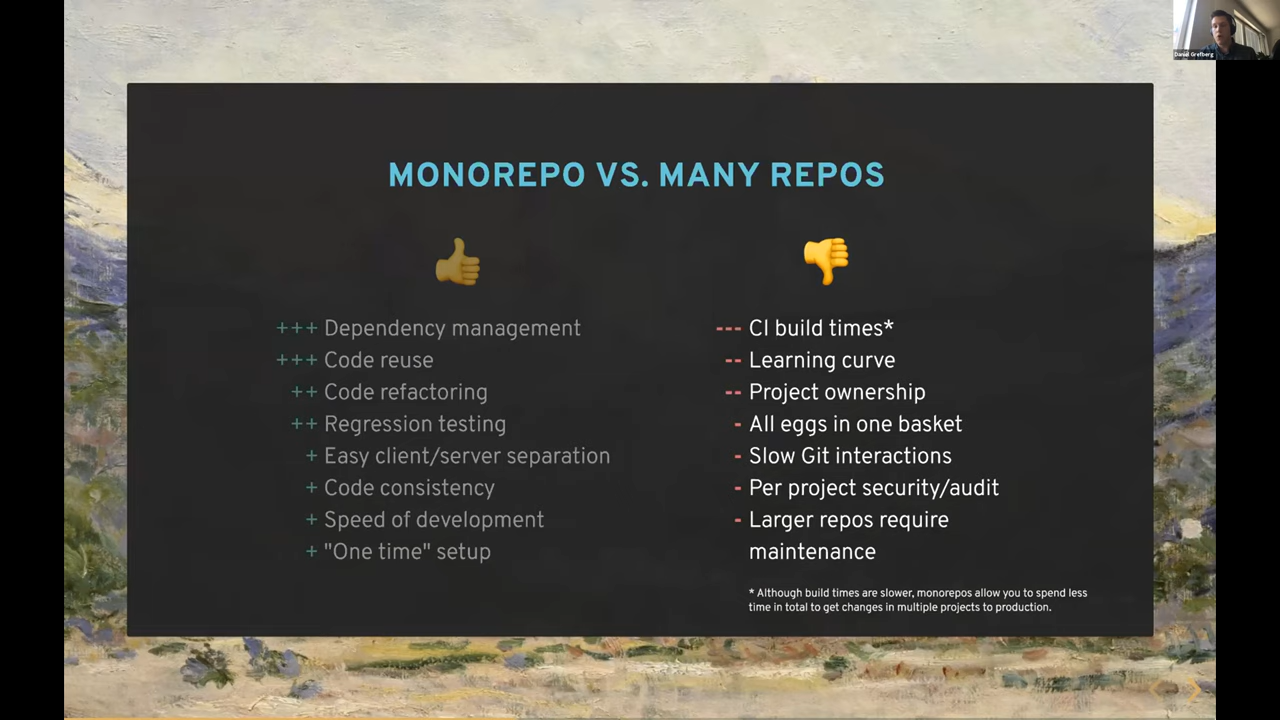 MONOREPO VS. MANY REPOS
+++ Dependency management
+++ Code reuse
++ Code refactoring
++ Regression testing
+ Easy client/server separation
+ Code consistency
+ Speed of development
+ "One time" setup
--- CI build times*
-- Learning curve
-- Project ownership
- All eggs in one basket
- Slow Git interactions
- Per project security/audit
- Larger repos require
maintenance
* Although build times are slower, monorepos allow you to spend less
time in total to get changes in multiple projects to production.
Daniel Grefberg